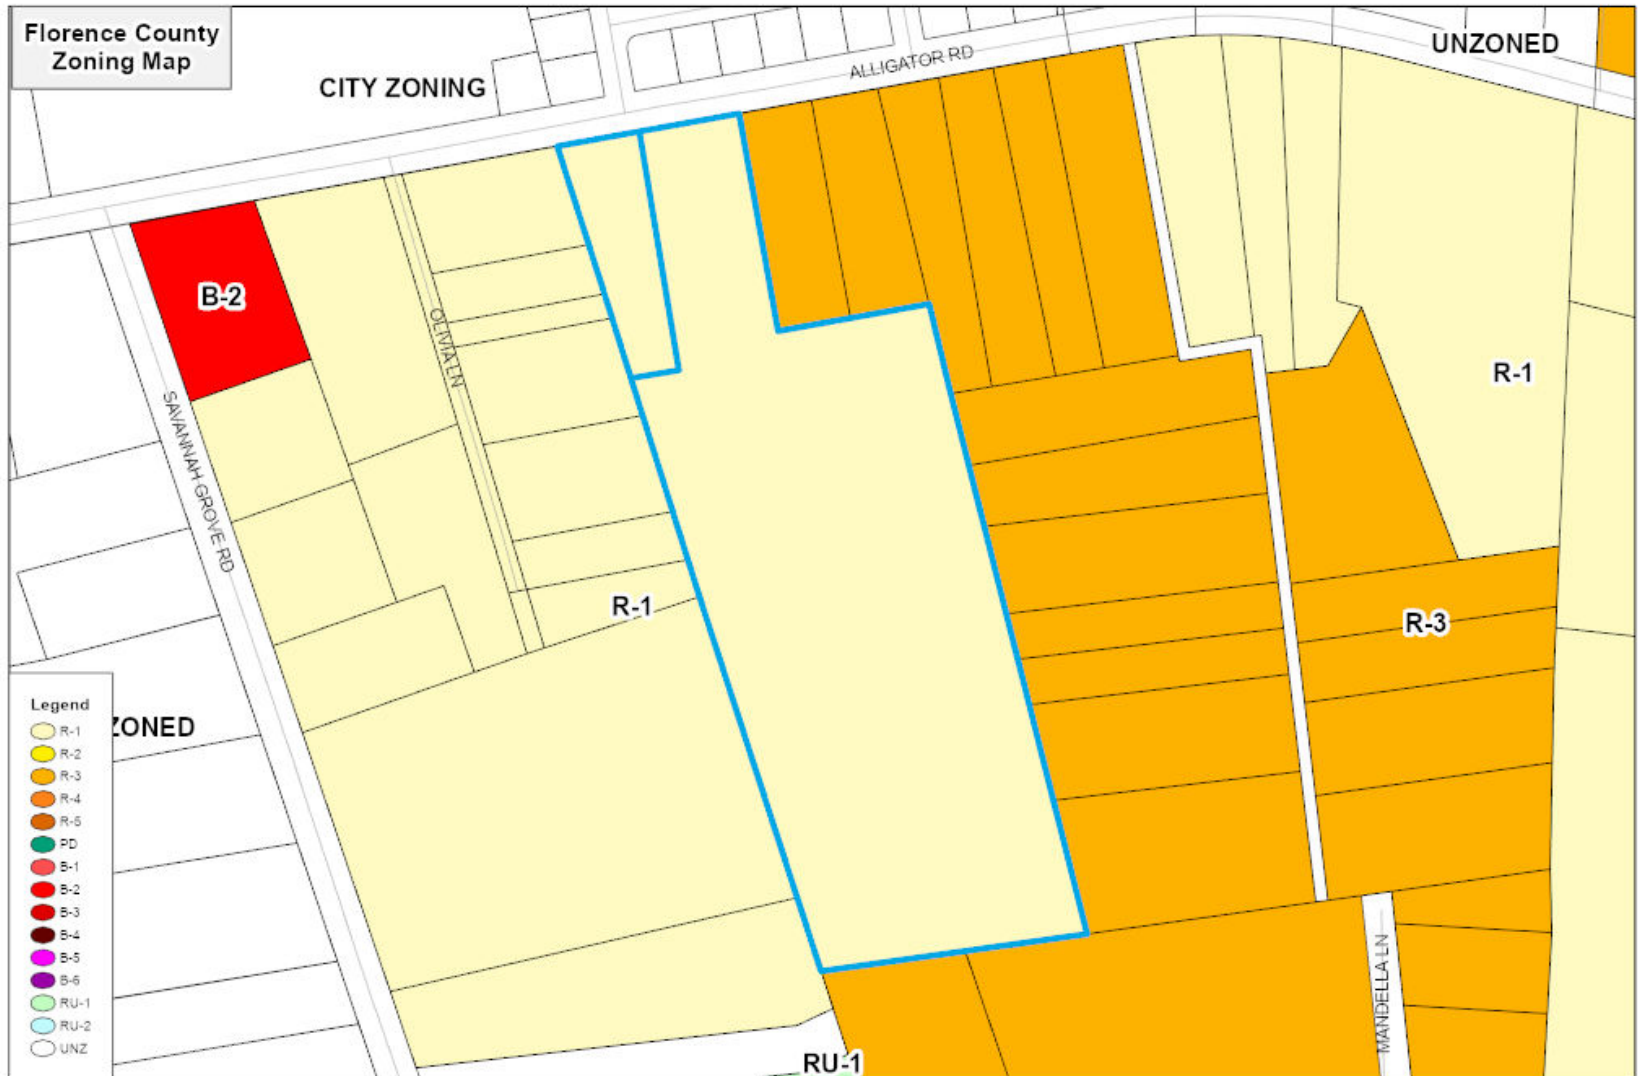 Florence County
Zoning Map
CITY ZONING
ALLIGATOR RD
UNZONED
B-2
OLIVIA LN
SAVANNAH GROVE RD
R-1
R-1
R-3
ZONED
Legend
R-1
R-2
R-3
R-4
R-5
PD
B-1
B-2
B-3
B-4
B-5
B-6
RU-1
RU-2
UNZ
MANDELLA LN
RU-1